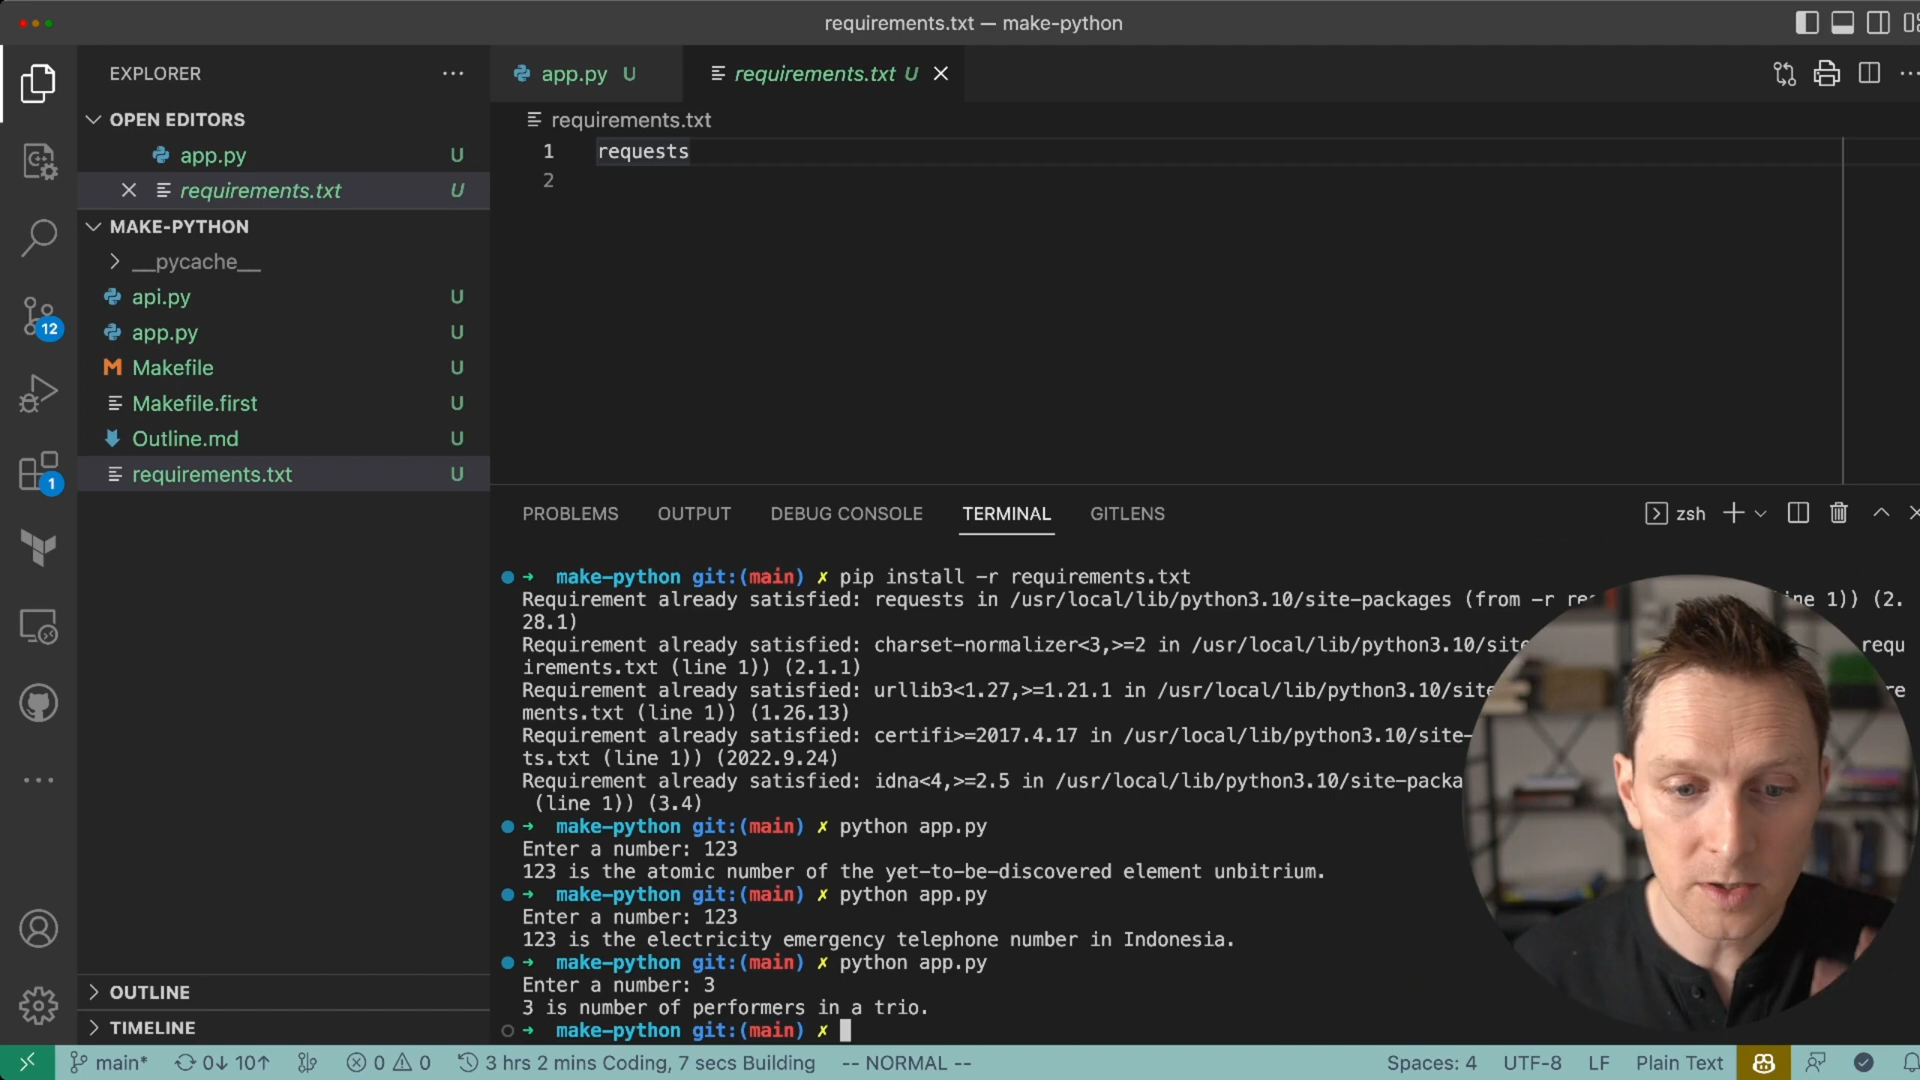 requirements.txt — make-python
EXPLORER
OPEN EDITORS
app.py U
requirements.txt U
MAKE-PYTHON
__pycache__
api.py U
app.py U
Makefile U
Makefile.first U
Outline.md U
requirements.txt U
OUTLINE
TIMELINE
12
1
app.py U
requirements.txt U
requirements.txt
1 requests
2
PROBLEMS OUTPUT DEBUG CONSOLE TERMINAL GITLENS
zsh
➜ make-python git:(main) ✗ pip install -r requirements.txt
Requirement already satisfied: requests in /usr/local/lib/python3.10/site-packages (from -r ne 1)) (2.
28.1)
Requirement already satisfied: charset-normalizer<3,>=2 in /usr/local/lib/python3.10/site requ
irements.txt (line 1)) (2.1.1)
Requirement already satisfied: urllib3<1.27,>=1.21.1 in /usr/local/lib/python3.10/site re
ments.txt (line 1)) (1.26.13)
Requirement already satisfied: certifi>=2017.4.17 in /usr/local/lib/python3.10/site-
ts.txt (line 1)) (2022.9.24)
Requirement already satisfied: idna<4,>=2.5 in /usr/local/lib/python3.10/site-packa
(line 1)) (3.4)
➜ make-python git:(main) ✗ python app.py
Enter a number: 123
123 is the atomic number of the yet-to-be-discovered element unbitrium.
➜ make-python git:(main) ✗ python app.py
Enter a number: 123
123 is the electricity emergency telephone number in Indonesia.
➜ make-python git:(main) ✗ python app.py
Enter a number: 3
3 is number of performers in a trio.
➜ make-python git:(main) ✗
main* 0↓ 10↑ 0 0 3 hrs 2 mins Coding, 7 secs Building -- NORMAL -- Spaces: 4 UTF-8 LF Plain Text